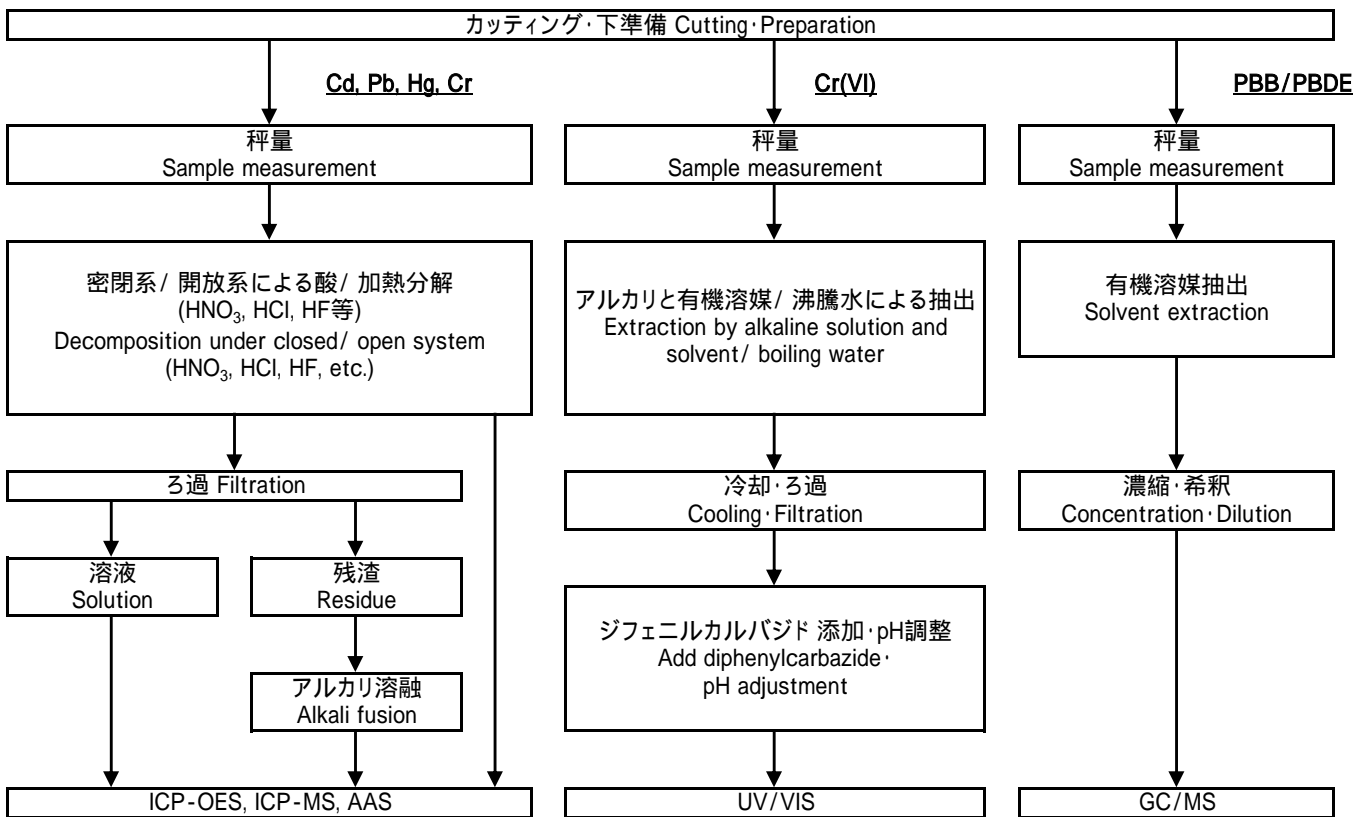 カッティング・下準備 Cutting・Preparation
Cd, Pb, Hg, Cr
Cr(VI)
PBB/PBDE
秤量
Sample measurement
秤量
Sample measurement
秤量
Sample measurement
密閉系/ 開放系による酸/ 加熱分解
(HNO₃, HCl, HF等)
Decomposition under closed/ open system
(HNO₃, HCl, HF, etc.)
アルカリと有機溶媒/ 沸騰水による抽出
Extraction by alkaline solution and
solvent/ boiling water
有機溶媒抽出
Solvent extraction
ろ過 Filtration
冷却・ろ過
Cooling・Filtration
濃縮・希釈
Concentration・Dilution
溶液
Solution
残渣
Residue
アルカリ溶融
Alkali fusion
ジフェニルカルバジド 添加・pH調整
Add diphenylcarbazide・
pH adjustment
ICP-OES, ICP-MS, AAS
UV/VIS
GC/MS